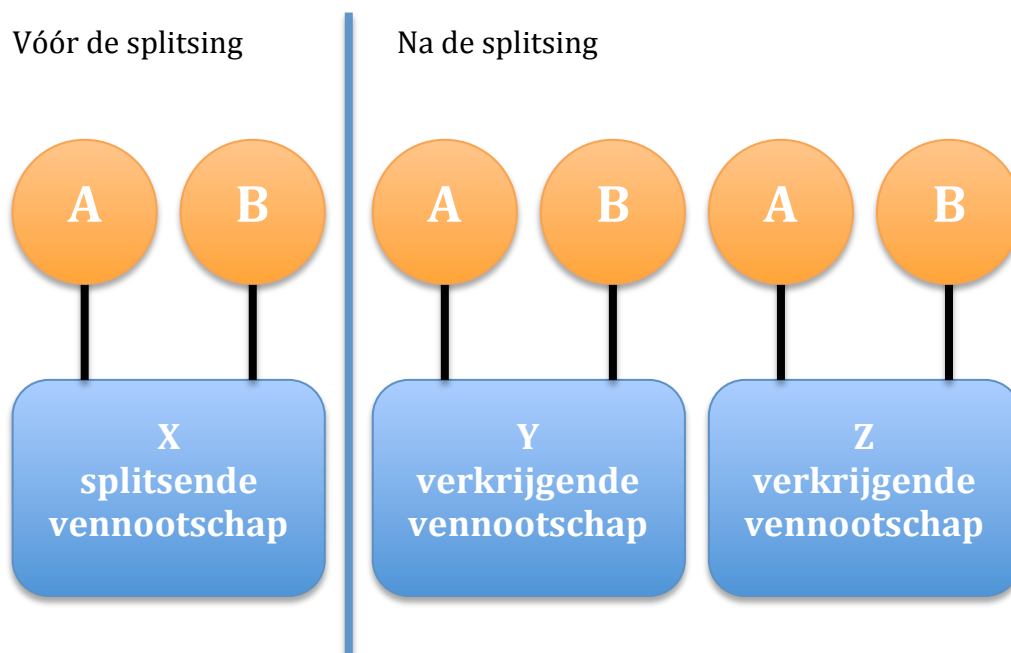 Vóór de splitsing
Na de splitsing
A
B
A
B
A
B
X
splitsende
vennootschap
Y
verkrijgende
vennootschap
Z
verkrijgende
vennootschap